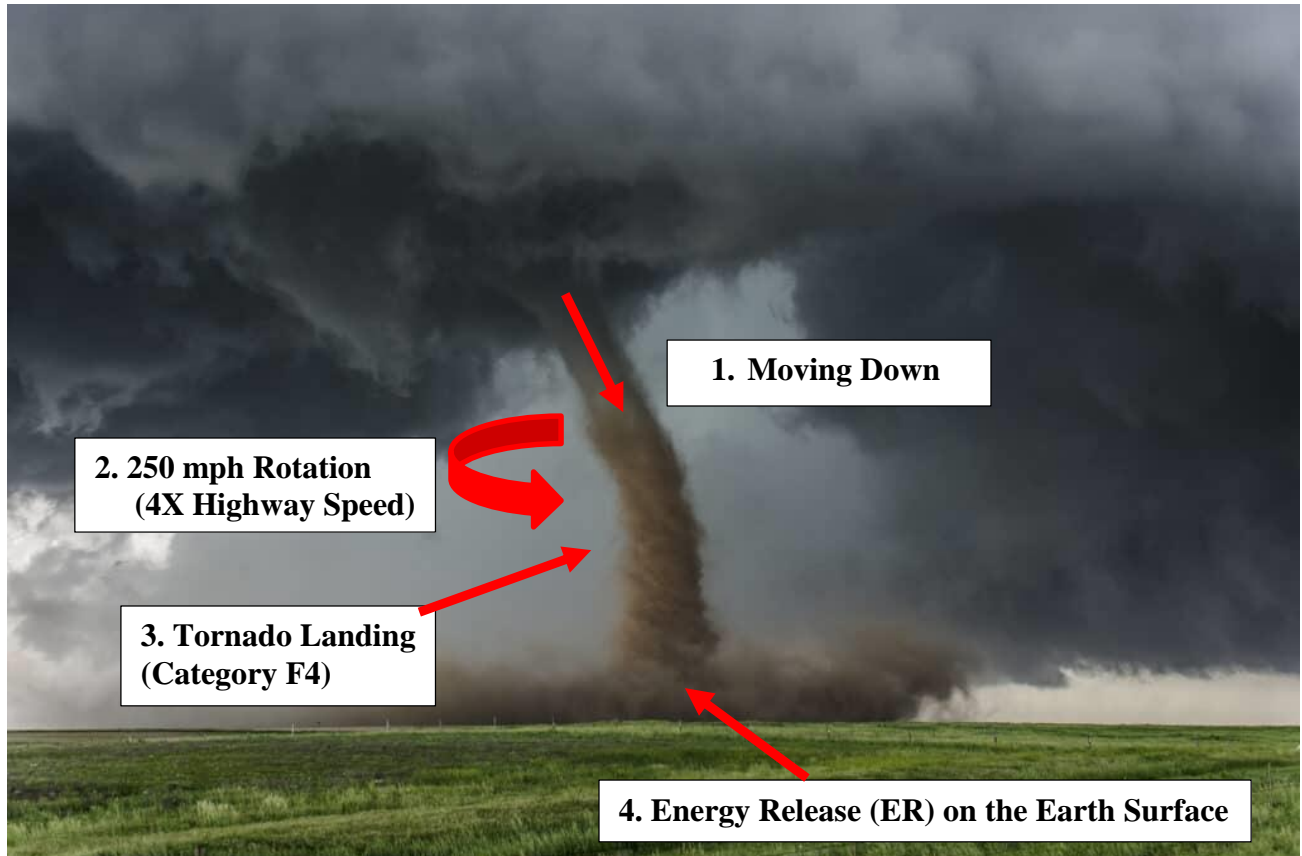 1. Moving Down
2. 250 mph Rotation
(4X Highway Speed)
3. Tornado Landing
(Category F4)
4. Energy Release (ER) on the Earth Surface